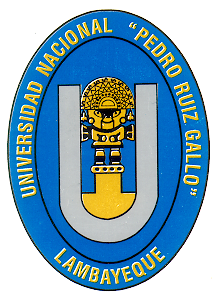 UNIVERSIDAD NACIONAL "PEDRO RUIZ GALLO"
LAMBAYEQUE